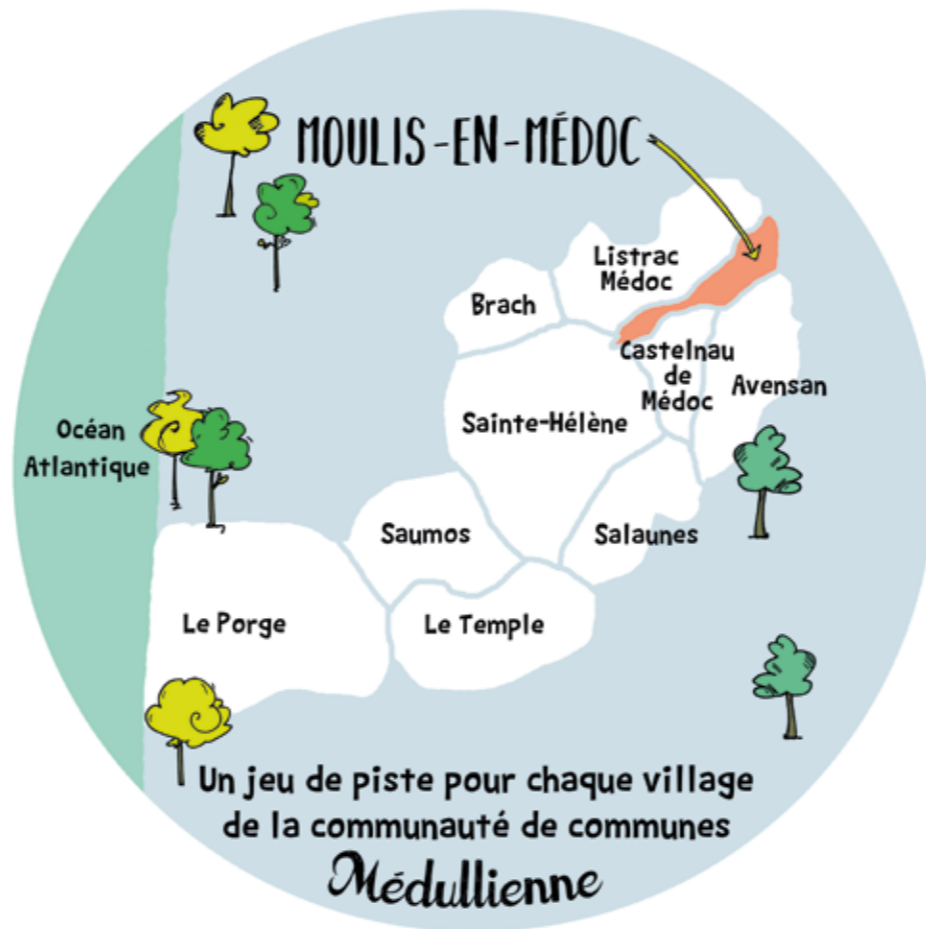 MOULIS-EN-MÉDOC
Listrac
Médoc
Brach
Castelnau
de
Médoc
Avensan
Sainte-Hélène
Océan
Atlantique
Saumos
Salaunes
Le Porge
Le Temple
Un jeu de piste pour chaque village
de la communauté de communes
Médullienne